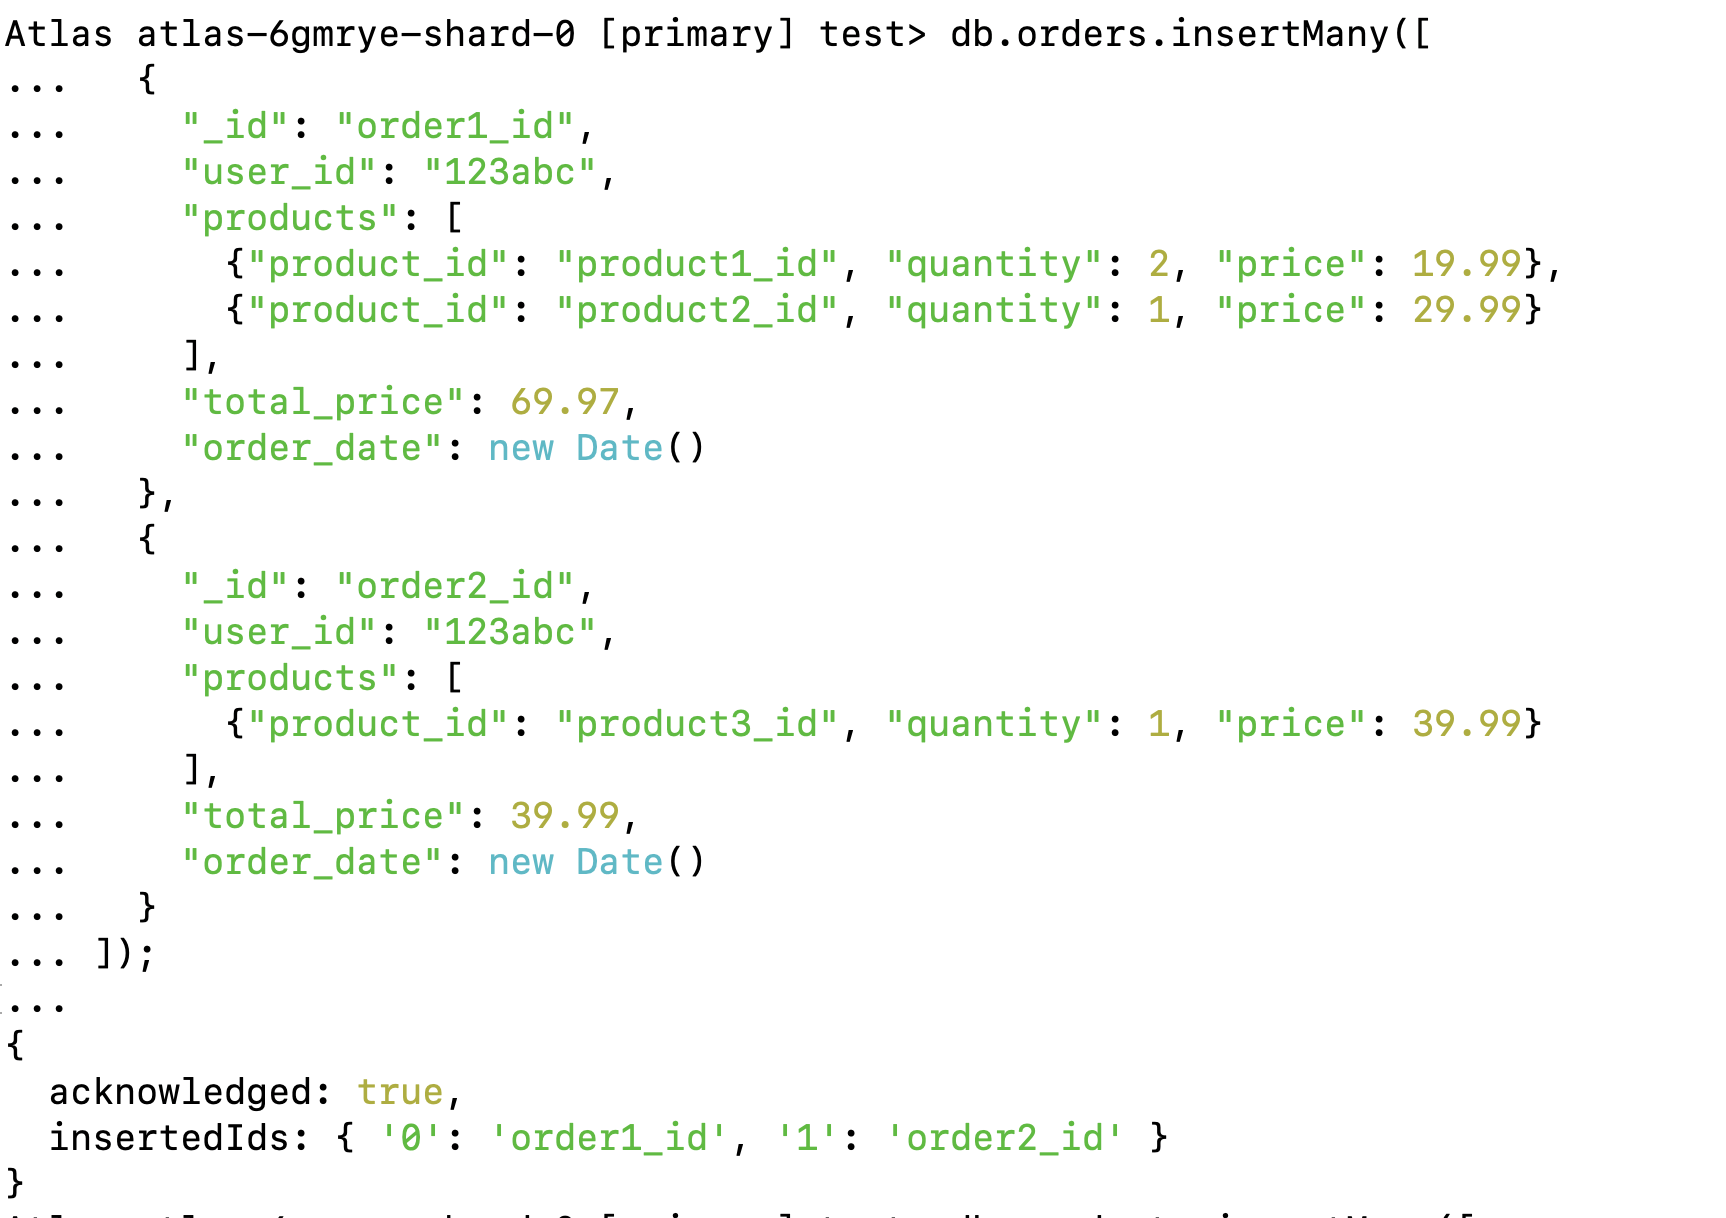 Atlas atlas-6gmrye-shard-0 [primary] test> db.orders.insertMany([
...   {
...     "_id": "order1_id",
...     "user_id": "123abc",
...     "products": [
...       {"product_id": "product1_id", "quantity": 2, "price": 19.99},
...       {"product_id": "product2_id", "quantity": 1, "price": 29.99}
...     ],
...     "total_price": 69.97,
...     "order_date": new Date()
...   },
...   {
...     "_id": "order2_id",
...     "user_id": "123abc",
...     "products": [
...       {"product_id": "product3_id", "quantity": 1, "price": 39.99}
...     ],
...     "total_price": 39.99,
...     "order_date": new Date()
...   }
... ]);
...
{
  acknowledged: true,
  insertedIds: { '0': 'order1_id', '1': 'order2_id' }
}